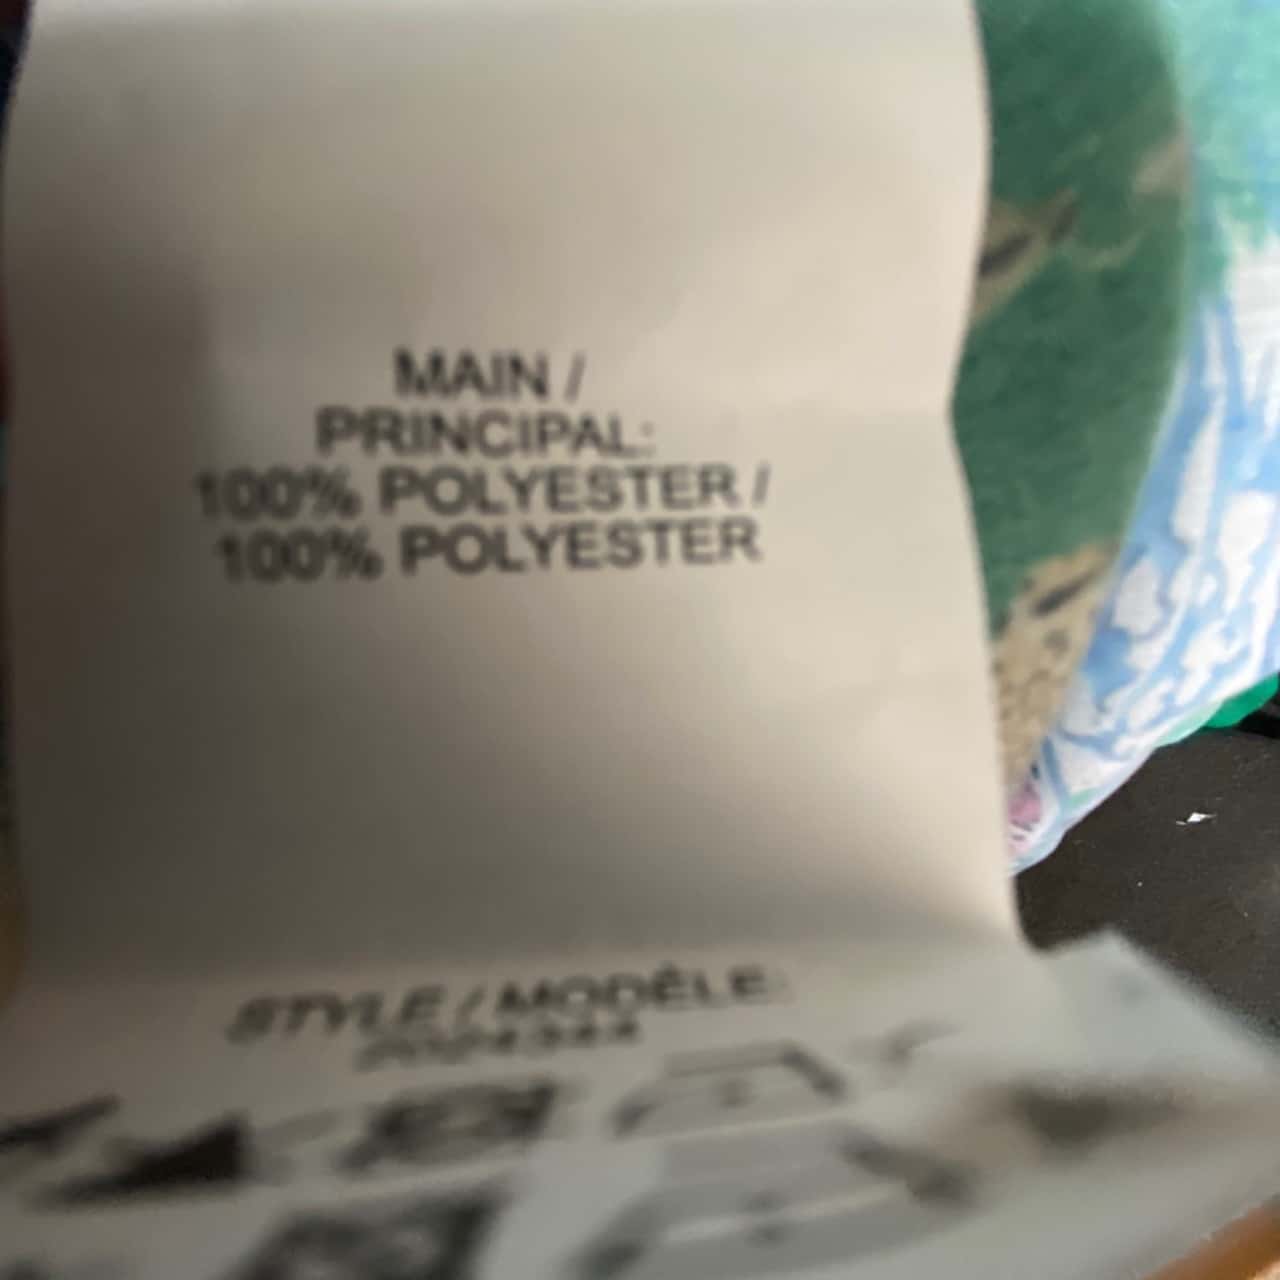 MAIN /
PRINCIPAL:
100% POLYESTER /
100% POLYESTER
STYLE / MODÈLE: